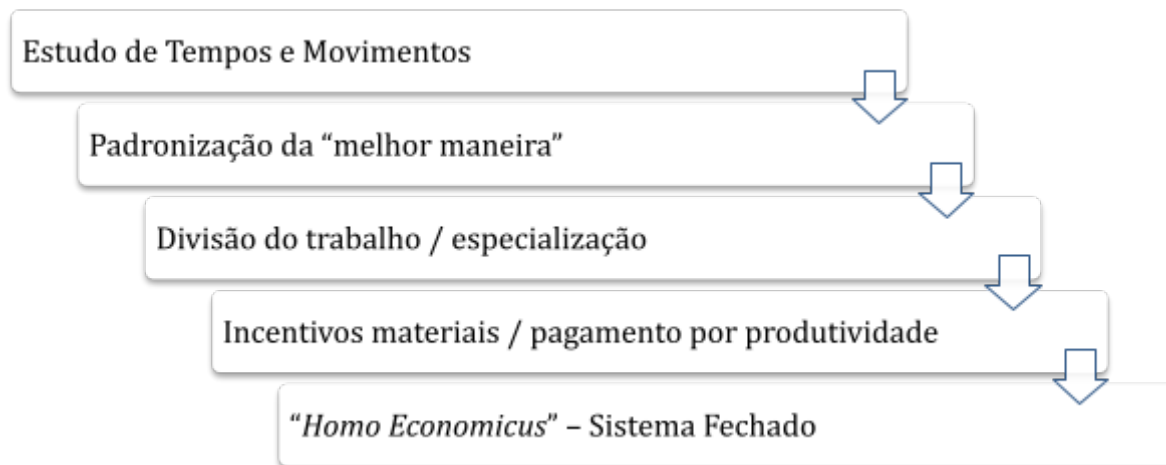 Estudo de Tempos e Movimentos
Padronização da “melhor maneira”
Divisão do trabalho / especialização
Incentivos materiais / pagamento por produtividade
“Homo Economicus” – Sistema Fechado